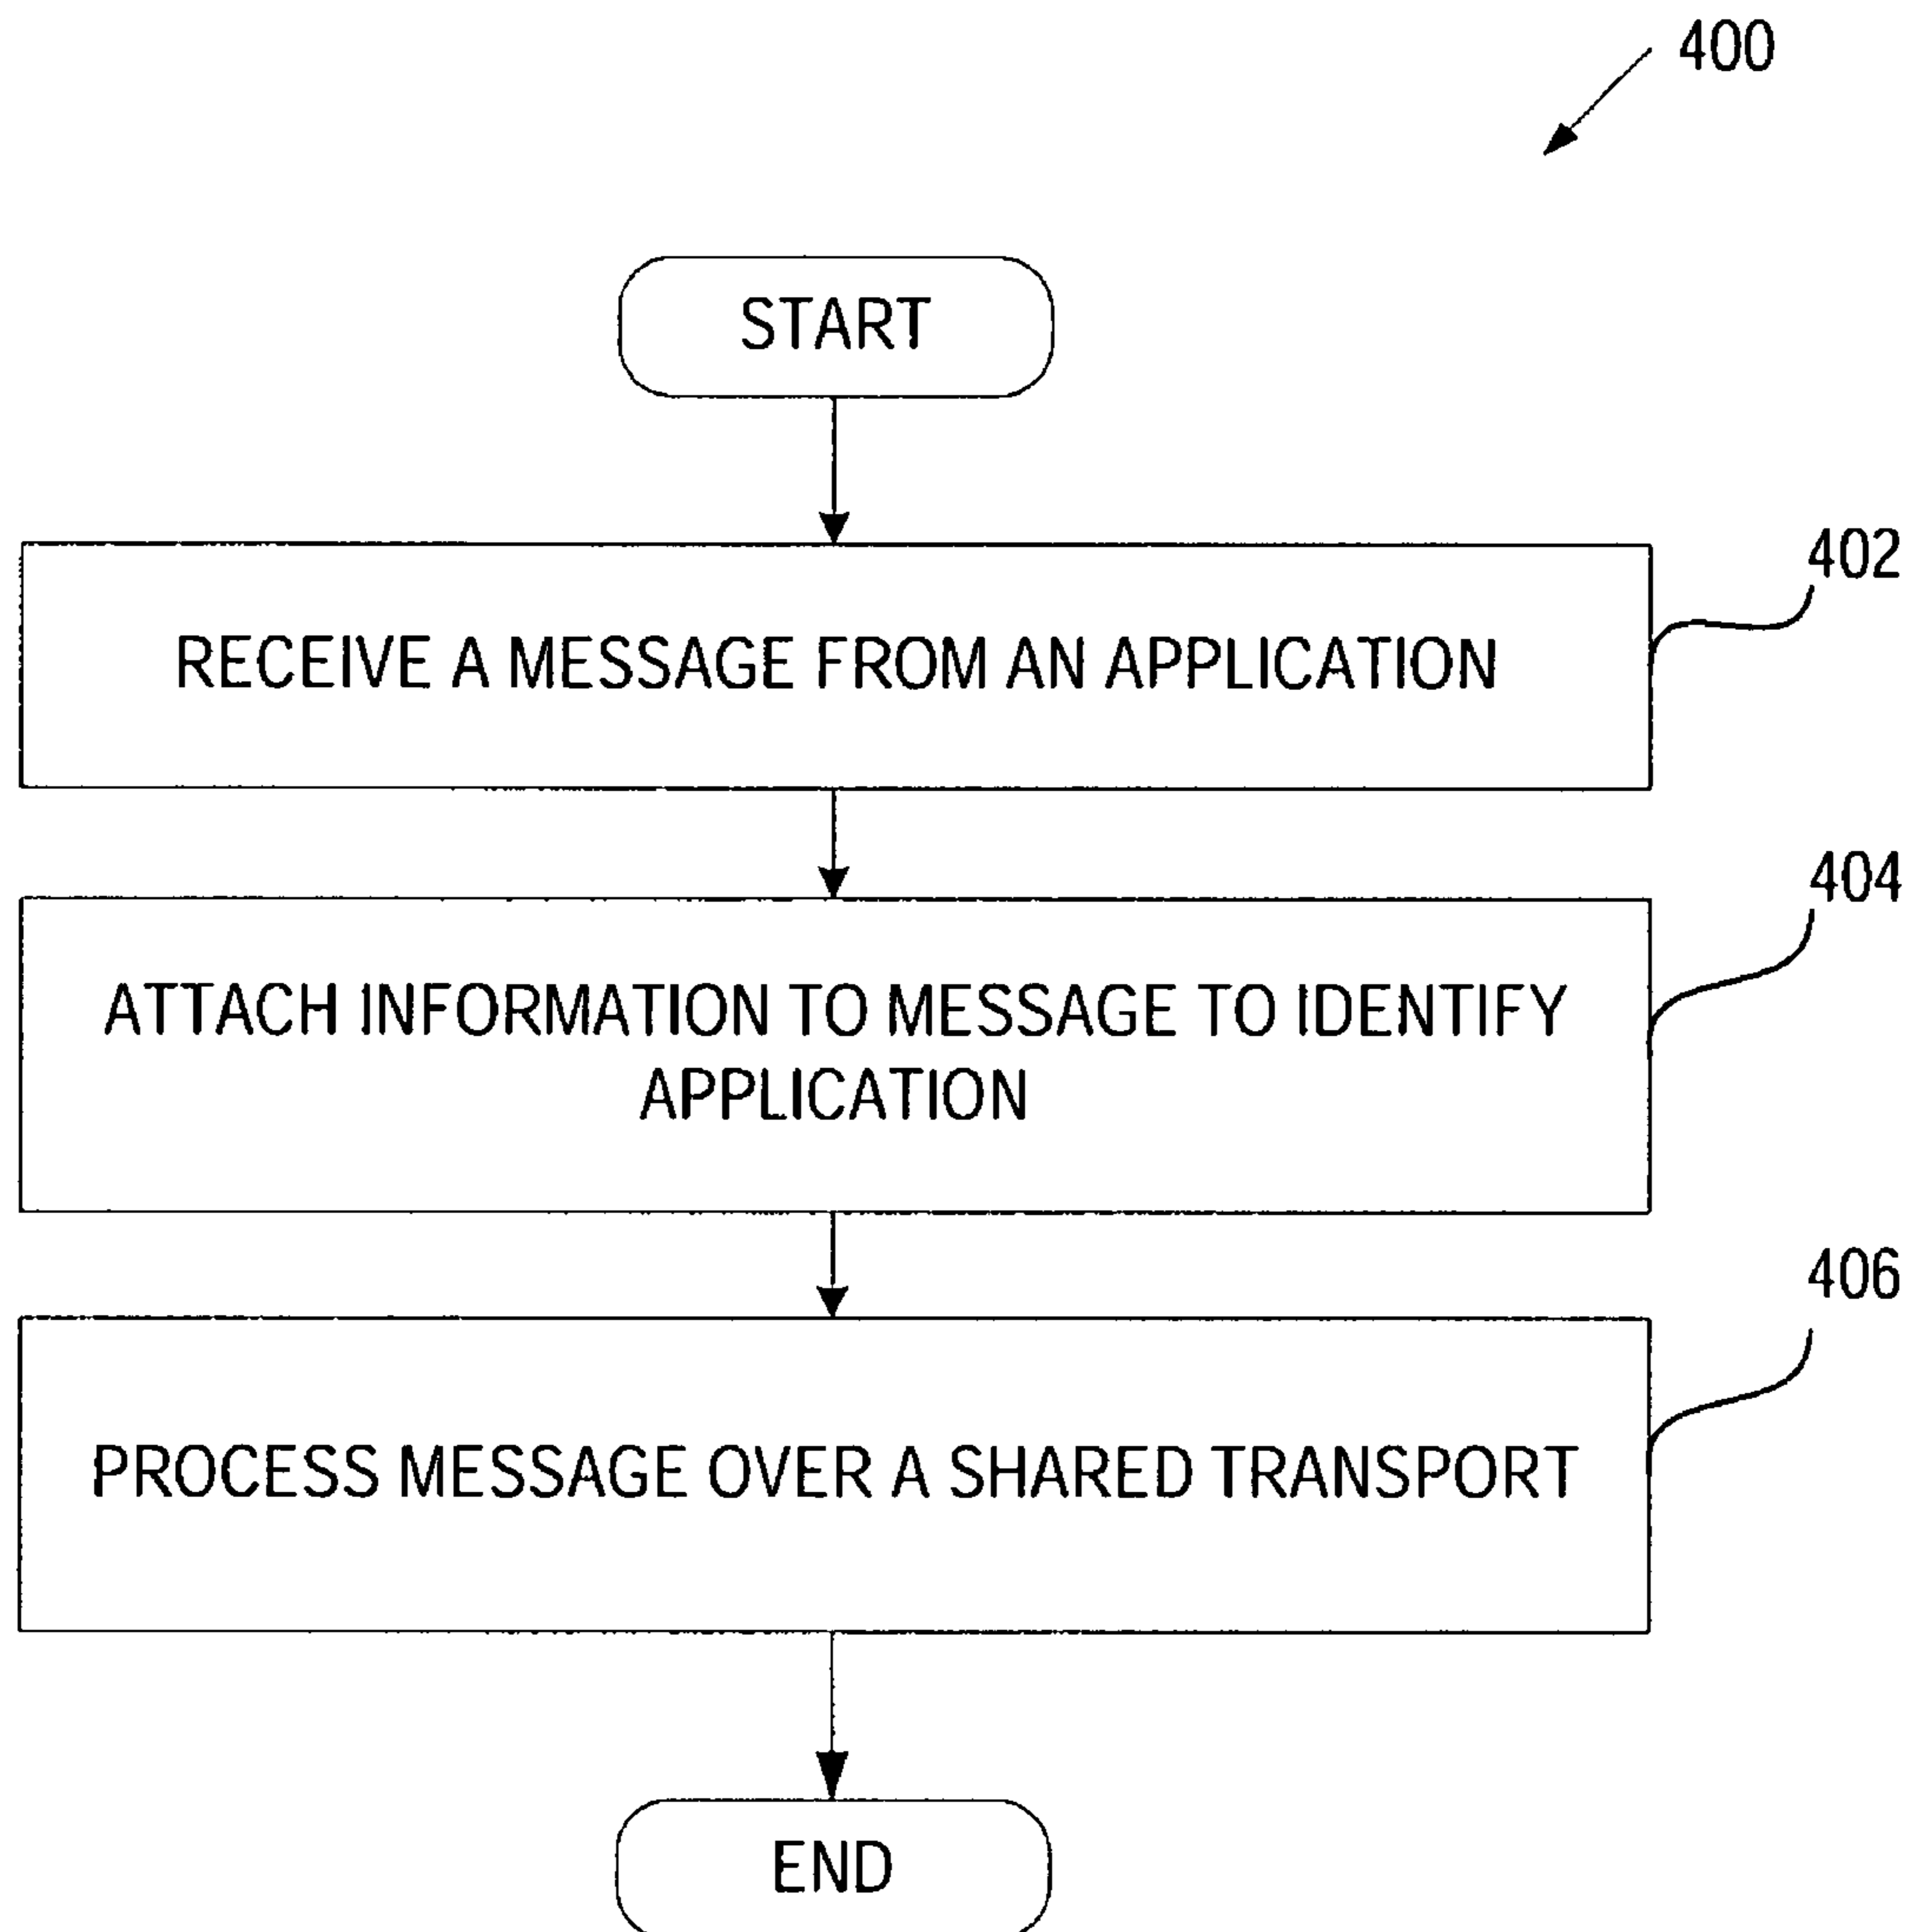 400
START
402
RECEIVE A MESSAGE FROM AN APPLICATION
404
ATTACH INFORMATION TO MESSAGE TO IDENTIFY
APPLICATION
406
PROCESS MESSAGE OVER A SHARED TRANSPORT
END